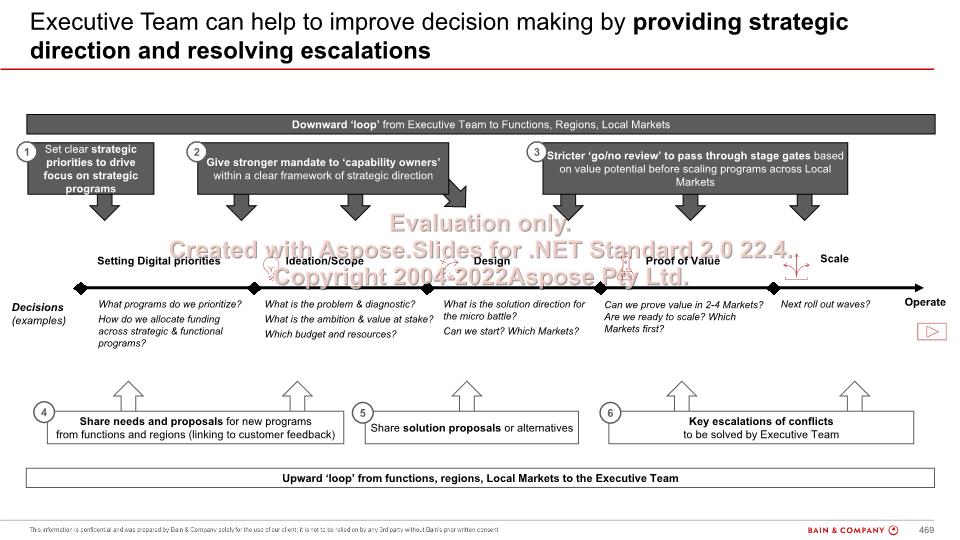 Executive Team can help to improve decision making by providing strategic
direction and resolving escalations
Downward ‘loop’ from Executive Team to Functions, Regions, Local Markets
1
Set clear strategic
priorities to drive
focus on strategic
programs
2
Give stronger mandate to ‘capability owners’
within a clear framework of strategic direction
3
Stricter ‘go/no review’ to pass through stage gates based
on value potential before scaling programs across Local
Markets
Evaluation only.
Created with Aspose.Slides for .NET Standard 2.0 22.4.
Copyright 2004-2022Aspose Pty Ltd.
Setting Digital priorities
Ideation/Scope
Design
Proof of Value
Scale
Operate
Decisions
(examples)
What programs do we prioritize?
How do we allocate funding
across strategic & functional
programs?
What is the problem & diagnostic?
What is the ambition & value at stake?
Which budget and resources?
What is the solution direction for
the micro battle?
Can we start? Which Markets?
Can we prove value in 2-4 Markets?
Are we ready to scale? Which
Markets first?
Next roll out waves?
4
Share needs and proposals for new programs
from functions and regions (linking to customer feedback)
5
Share solution proposals or alternatives
6
Key escalations of conflicts
to be solved by Executive Team
Upward ‘loop’ from functions, regions, Local Markets to the Executive Team
This information is confidential and was prepared by Bain & Company solely for the use of our client; it is not to be relied on by any 3rd party without Bain's prior written consent
BAIN & COMPANY
469